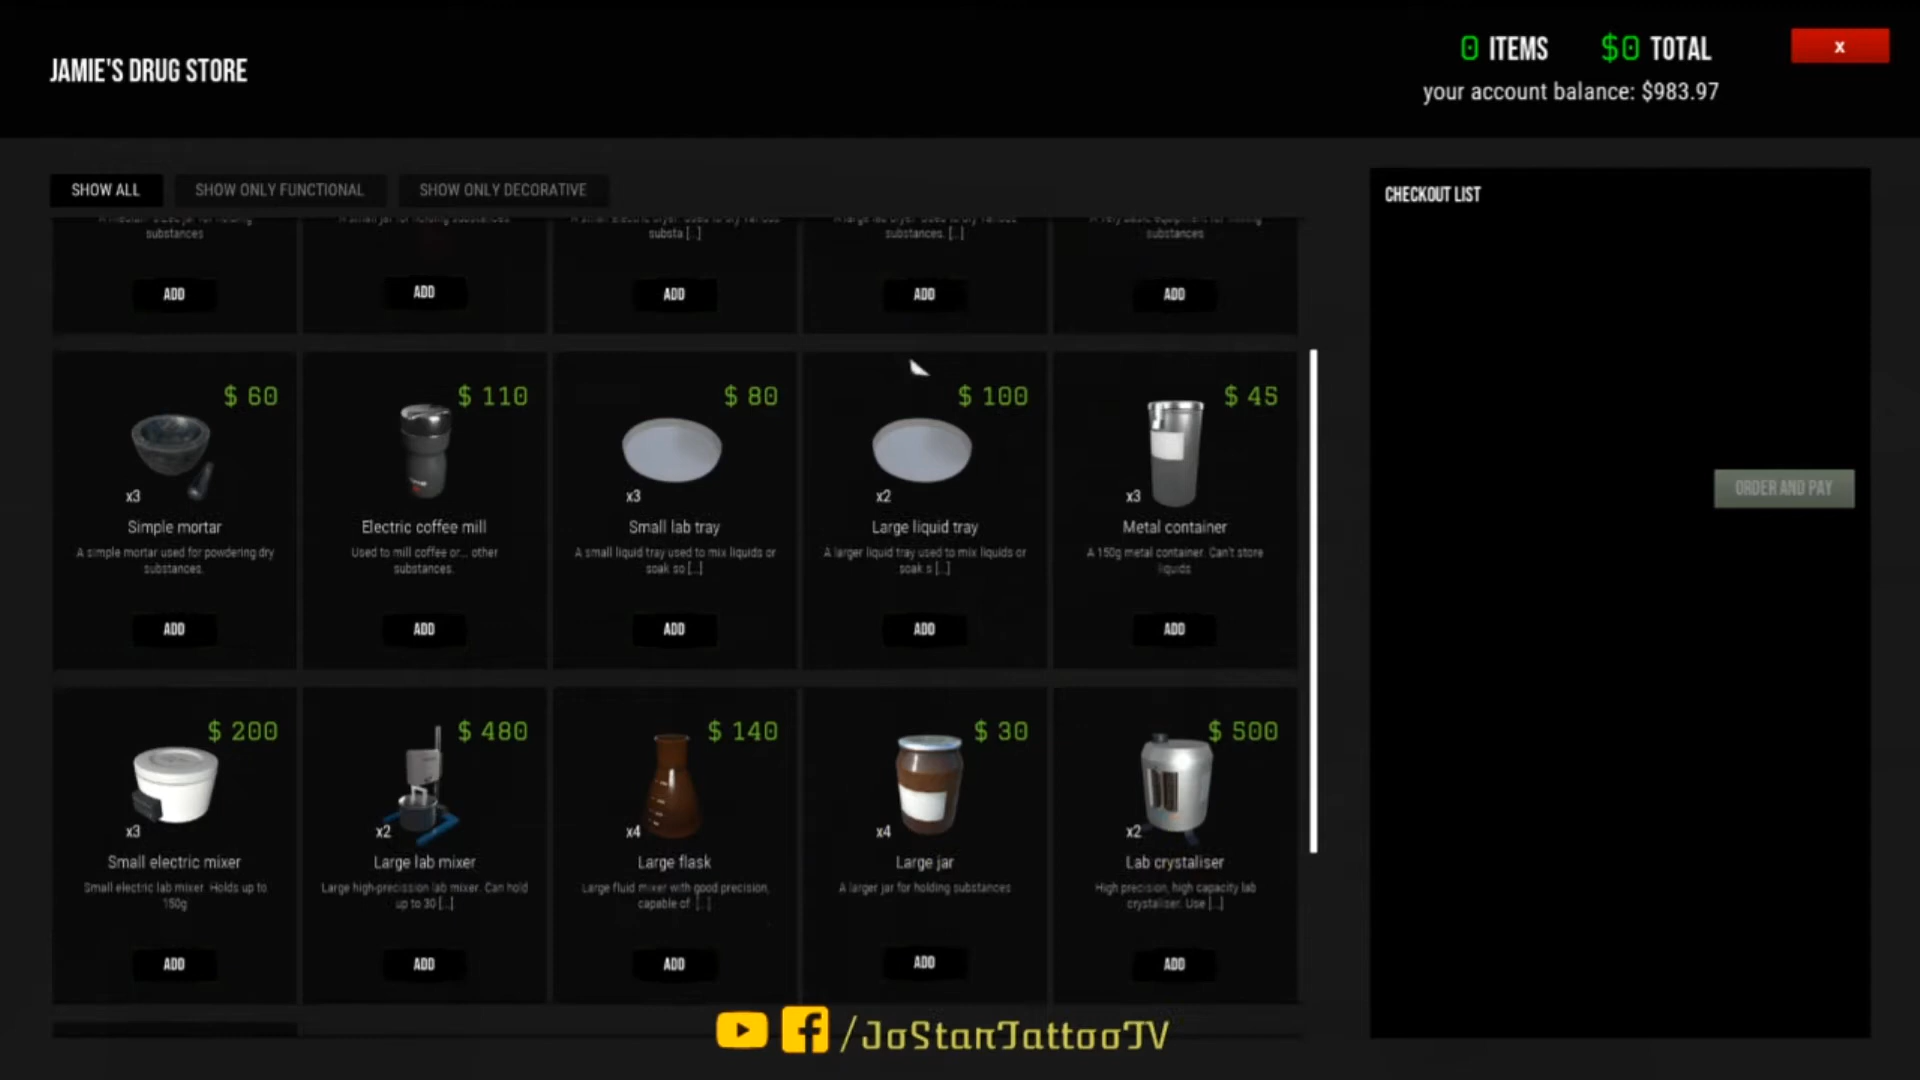 JAMIE'S DRUG STORE
0 ITEMS $0 TOTAL
x
your account balance: $983.97
SHOW ALL SHOW ONLY FUNCTIONAL SHOW ONLY DECORATIVE
CHECKOUT LIST
substances
substa [...]
substances. [...]
substances
ADD ADD ADD ADD ADD
$ 60
x3
Simple mortar
A simple mortar used for powdering dry
substances.
ADD
$ 110
Electric coffee mill
Used to mill coffee or... other
substances.
ADD
$ 80
x3
Small lab tray
A small liquid tray used to mix liquids or
soak so [...]
ADD
$ 100
x2
Large liquid tray
A larger liquid tray used to mix liquids or
soak s [...]
ADD
$ 45
x3
Metal container
A 150g metal container. Can't store
liquids
ADD
ORDER AND PAY
$ 200
x3
Small electric mixer
Small electric lab mixer. Holds up to
150g
ADD
$ 480
x2
Large lab mixer
Large high-precission lab mixer. Can hold
up to 30 [...]
ADD
$ 140
x4
Large flask
Large fluid mixer with good precision,
capable of [...]
ADD
$ 30
x4
Large jar
A larger jar for holding substances
ADD
$ 500
x2
Lab crystaliser
High precision, high capacity lab
crystaliser. Use [...]
ADD
/JoStanTattooTV